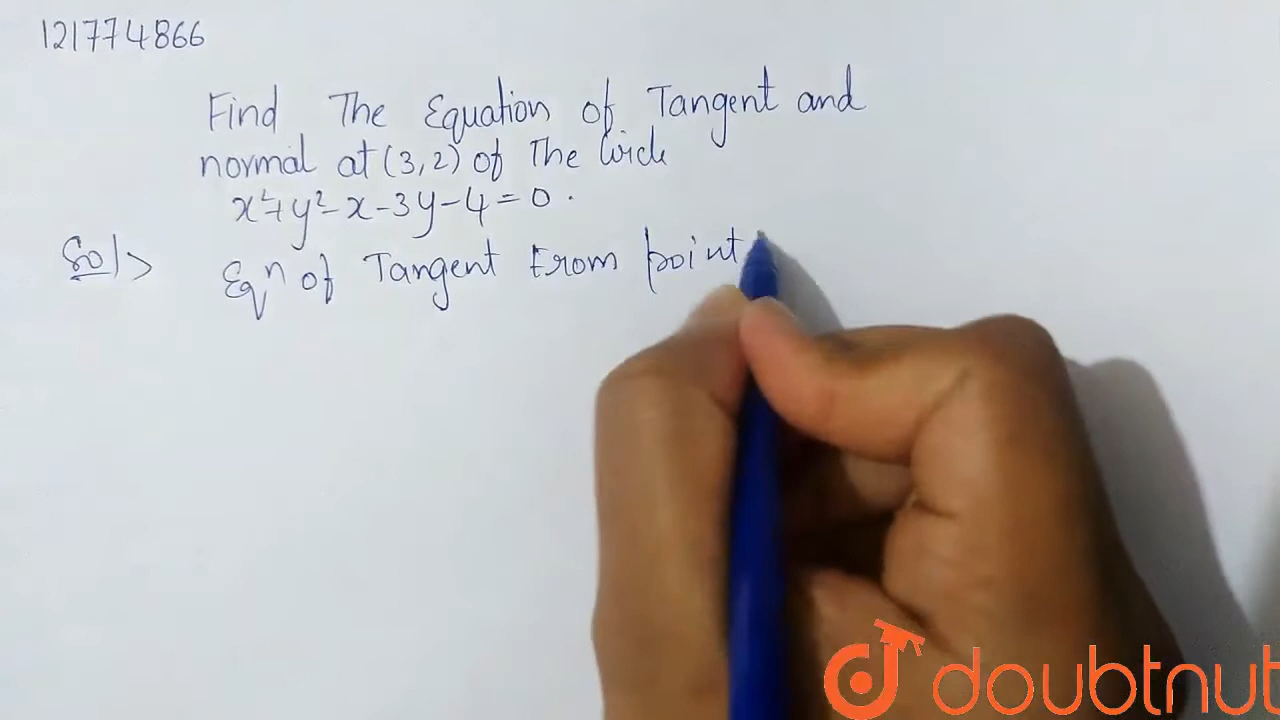 121774866
Find The Equation of Tangent and
normal at (3,2) of The Circle
x²+y²-x-3y-4=0.
Sol>
Eqⁿ of Tangent From point
doubtnut